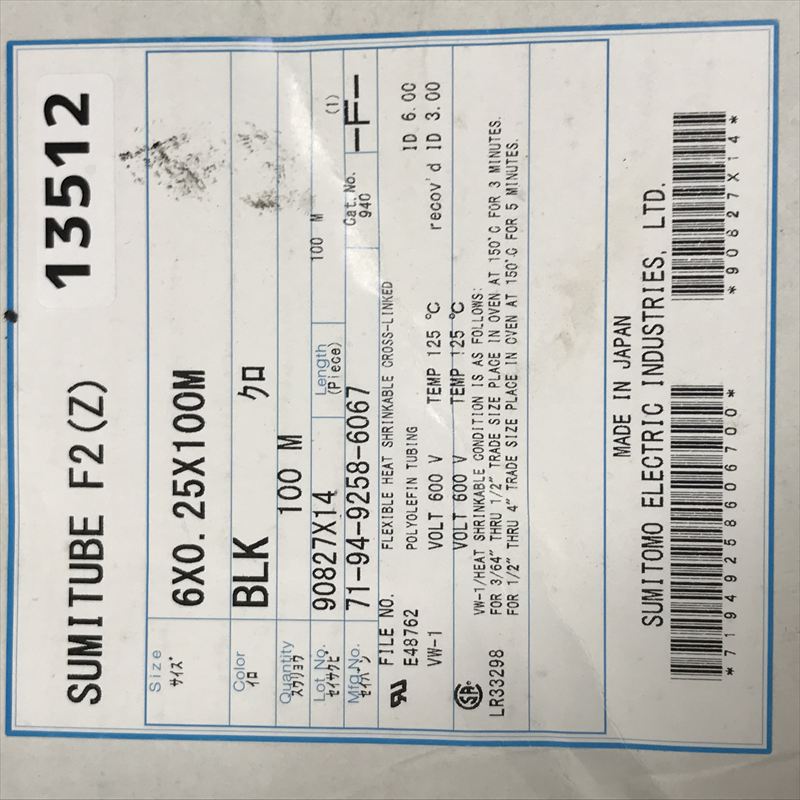 SUMITUBE F2(Z)
13512
Size
サイズ
6X0.25X100M
Color
イロ
BLK クロ
Quantity
スウリョウ
100 M
Lot No.
セイサクヒ
90827X14
Length
(Piece)
100 M
(1)
Mfg.No.
セイバン
71-94-9258-6067
Cat. No.
940
—F—
FILE NO. FLEXIBLE HEAT SHRINKABLE CROSS-LINKED
E48762 POLYOLEFIN TUBING ID 6.00
VW-1 VOLT 600 V TEMP 125 °C recov'd ID 3.00
VOLT 600 V TEMP 125 °C
LR33298 VW-1/HEAT SHRINKABLE CONDITION IS AS FOLLOWS:
FOR 3/64" THRU 1/2" TRADE SIZE PLACE IN OVEN AT 150°C FOR 3 MINUTES.
FOR 1/2" THRU 4" TRADE SIZE PLACE IN OVEN AT 150°C FOR 5 MINUTES.
MADE IN JAPAN
SUMITOMO ELECTRIC INDUSTRIES, LTD.
*71949258606700*
*90827X14*